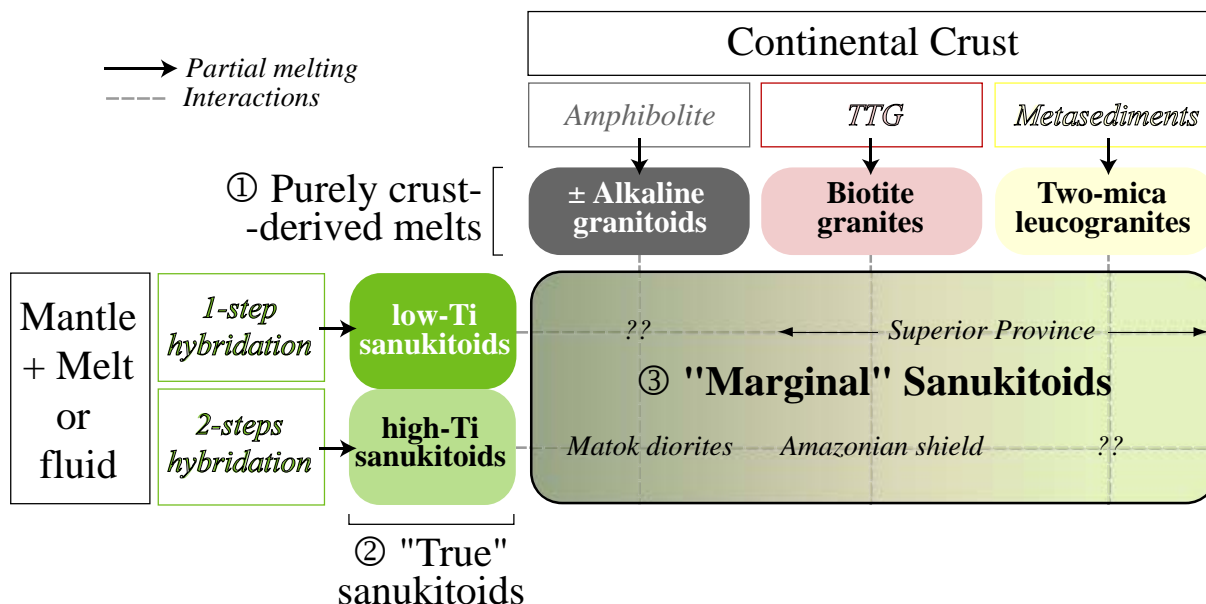 Continental Crust
Partial melting
Interactions
Amphibolite
TTG
Metasediments
① Purely crust-
-derived melts
± Alkaline
granitoids
Biotite
granites
Two-mica
leucogranites
Mantle
+ Melt
or
fluid
1-step
hybridation
low-Ti
sanukitoids
??
Superior Province
③ "Marginal" Sanukitoids
2-steps
hybridation
high-Ti
sanukitoids
Matok diorites
Amazonian shield
??
② "True"
sanukitoids